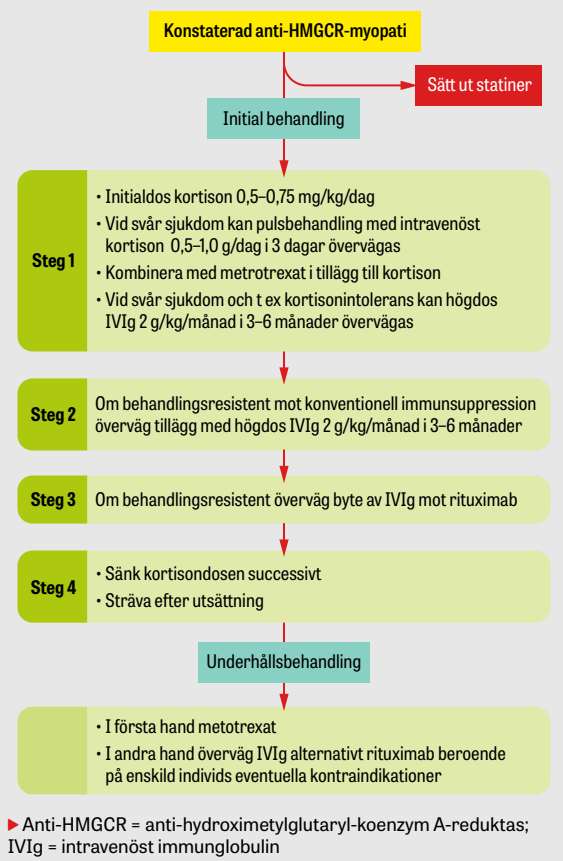 Konstaterad anti-HMGCR-myopati
Sätt ut statiner
Initial behandling
Steg 1
• Initialdos kortison 0,5–0,75 mg/kg/dag
• Vid svår sjukdom kan pulsbehandling med intravenöst
kortison 0,5–1,0 g/dag i 3 dagar övervägas
• Kombinera med metrotrexat i tillägg till kortison
• Vid svår sjukdom och t ex kortisonintolerans kan högdos
IVIg 2 g/kg/månad i 3–6 månader övervägas
Steg 2
Om behandlingsresistent mot konventionell immunsuppression
överväg tillägg med högdos IVIg 2 g/kg/månad i 3–6 månader
Steg 3
Om behandlingsresistent överväg byte av IVIg mot rituximab
Steg 4
• Sänk kortisondosen successivt
• Sträva efter utsättning
Underhållsbehandling
• I första hand metotrexat
• I andra hand överväg IVIg alternativt rituximab beroende
på enskild individs eventuella kontraindikationer
▶ Anti-HMGCR = anti-hydroximetylglutaryl-koenzym A-reduktas;
IVIg = intravenöst immunglobulin